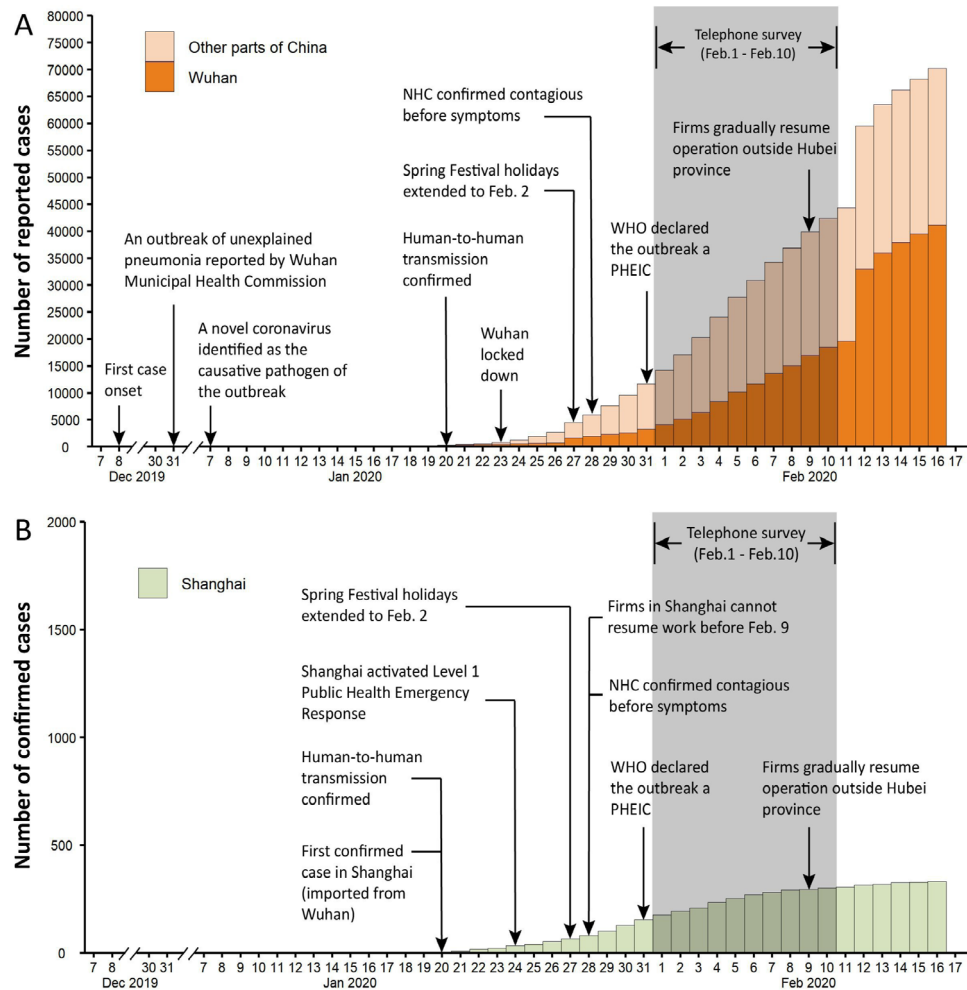 A
Number of reported cases
80000
75000
70000
65000
60000
55000
50000
45000
40000
35000
30000
25000
20000
15000
10000
5000
0
Other parts of China
Wuhan
Telephone survey
(Feb.1 - Feb.10)
NHC confirmed contagious
before symptoms
Firms gradually resume
operation outside Hubei
province
Spring Festival holidays
extended to Feb. 2
An outbreak of unexplained
pneumonia reported by Wuhan
Municipal Health Commission
Human-to-human
transmission
confirmed
WHO declared
the outbreak a
PHEIC
First case
onset
A novel coronavirus
identified as the
causative pathogen of
the outbreak
Wuhan
locked
down
7 8 30 31 7 8 9 10 11 12 13 14 15 16 17 18 19 20 21 22 23 24 25 26 27 28 29 30 31 1 2 3 4 5 6 7 8 9 10 11 12 13 14 15 16 17
Dec 2019 Jan 2020 Feb 2020
B
Number of confirmed cases
2000
1500
1000
500
0
Shanghai
Telephone survey
(Feb.1 - Feb.10)
Spring Festival holidays
extended to Feb. 2
Firms in Shanghai cannot
resume work before Feb. 9
Shanghai activated Level 1
Public Health Emergency
Response
NHC confirmed contagious
before symptoms
Human-to-human
transmission
confirmed
WHO declared
the outbreak a
PHEIC
Firms gradually resume
operation outside Hubei
province
First confirmed
case in Shanghai
(imported from
Wuhan)
7 8 30 31 7 8 9 10 11 12 13 14 15 16 17 18 19 20 21 22 23 24 25 26 27 28 29 30 31 1 2 3 4 5 6 7 8 9 10 11 12 13 14 15 16 17
Dec 2019 Jan 2020 Feb 2020